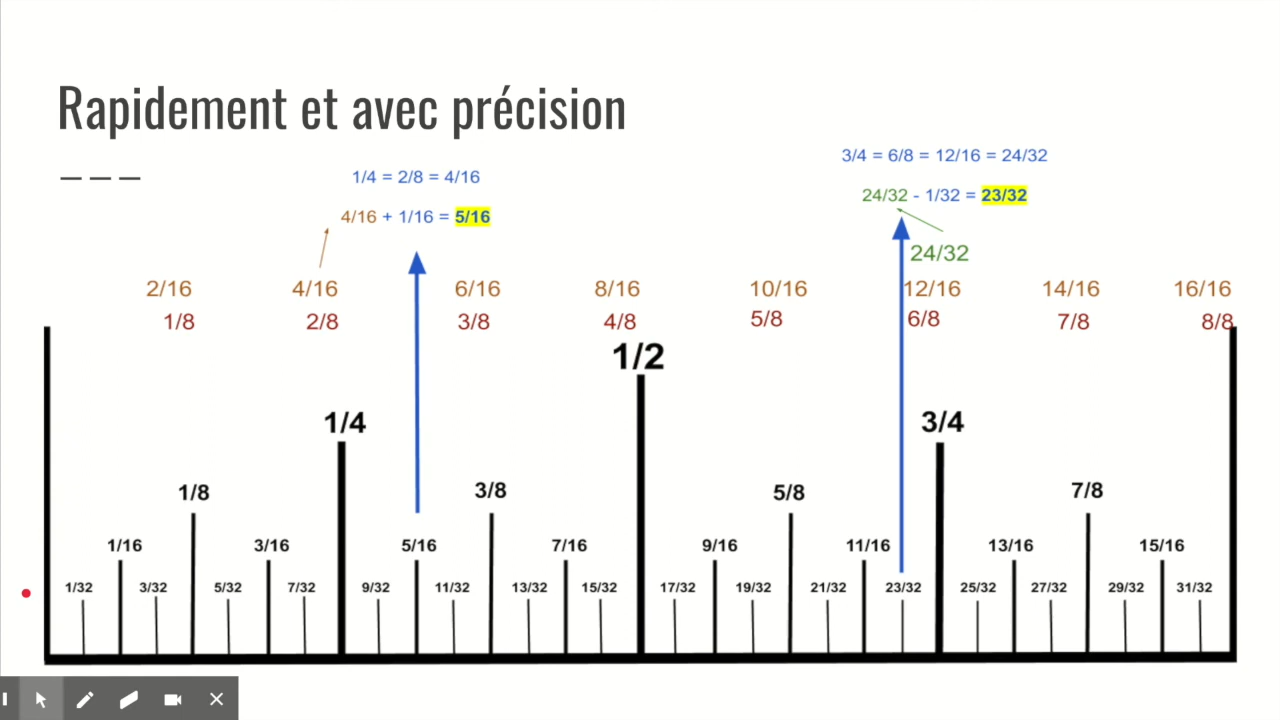 Rapidement et avec précision
3/4 = 6/8 = 12/16 = 24/32
1/4 = 2/8 = 4/16
24/32 - 1/32 = 23/32
4/16 + 1/16 = 5/16
24/32
2/16 4/16 6/16 8/16 10/16 12/16 14/16 16/16
1/8 2/8 3/8 4/8 5/8 6/8 7/8 8/8
1/2
1/4 3/4
1/8 3/8 5/8 7/8
1/16 3/16 5/16 7/16 9/16 11/16 13/16 15/16
1/32 3/32 5/32 7/32 9/32 11/32 13/32 15/32 17/32 19/32 21/32 23/32 25/32 27/32 29/32 31/32